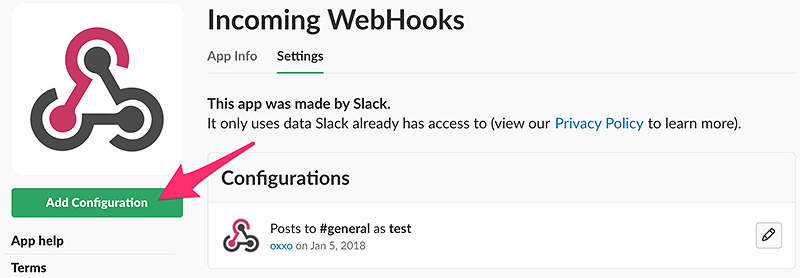 Incoming WebHooks
App Info Settings
This app was made by Slack.
It only uses data Slack already has access to (view our Privacy Policy to learn more).
Add Configuration
Configurations
Posts to #general as test
oxxo on Jan 5, 2018
App help
Terms